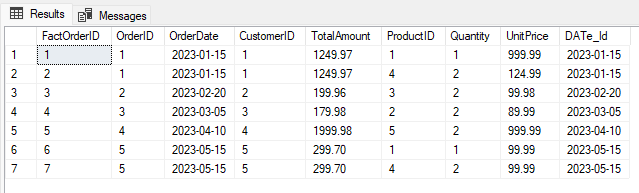 Results Messages
FactOrderID OrderID OrderDate CustomerID TotalAmount ProductID Quantity UnitPrice DATe_Id
1 1 1 2023-01-15 1 1249.97 1 1 999.99 2023-01-15
2 2 1 2023-01-15 1 1249.97 4 2 124.99 2023-01-15
3 3 2 2023-02-20 2 199.96 3 2 99.98 2023-02-20
4 4 3 2023-03-05 3 179.98 2 2 89.99 2023-03-05
5 5 4 2023-04-10 4 1999.98 5 2 999.99 2023-04-10
6 6 5 2023-05-15 5 299.70 1 1 99.99 2023-05-15
7 7 5 2023-05-15 5 299.70 4 2 99.99 2023-05-15